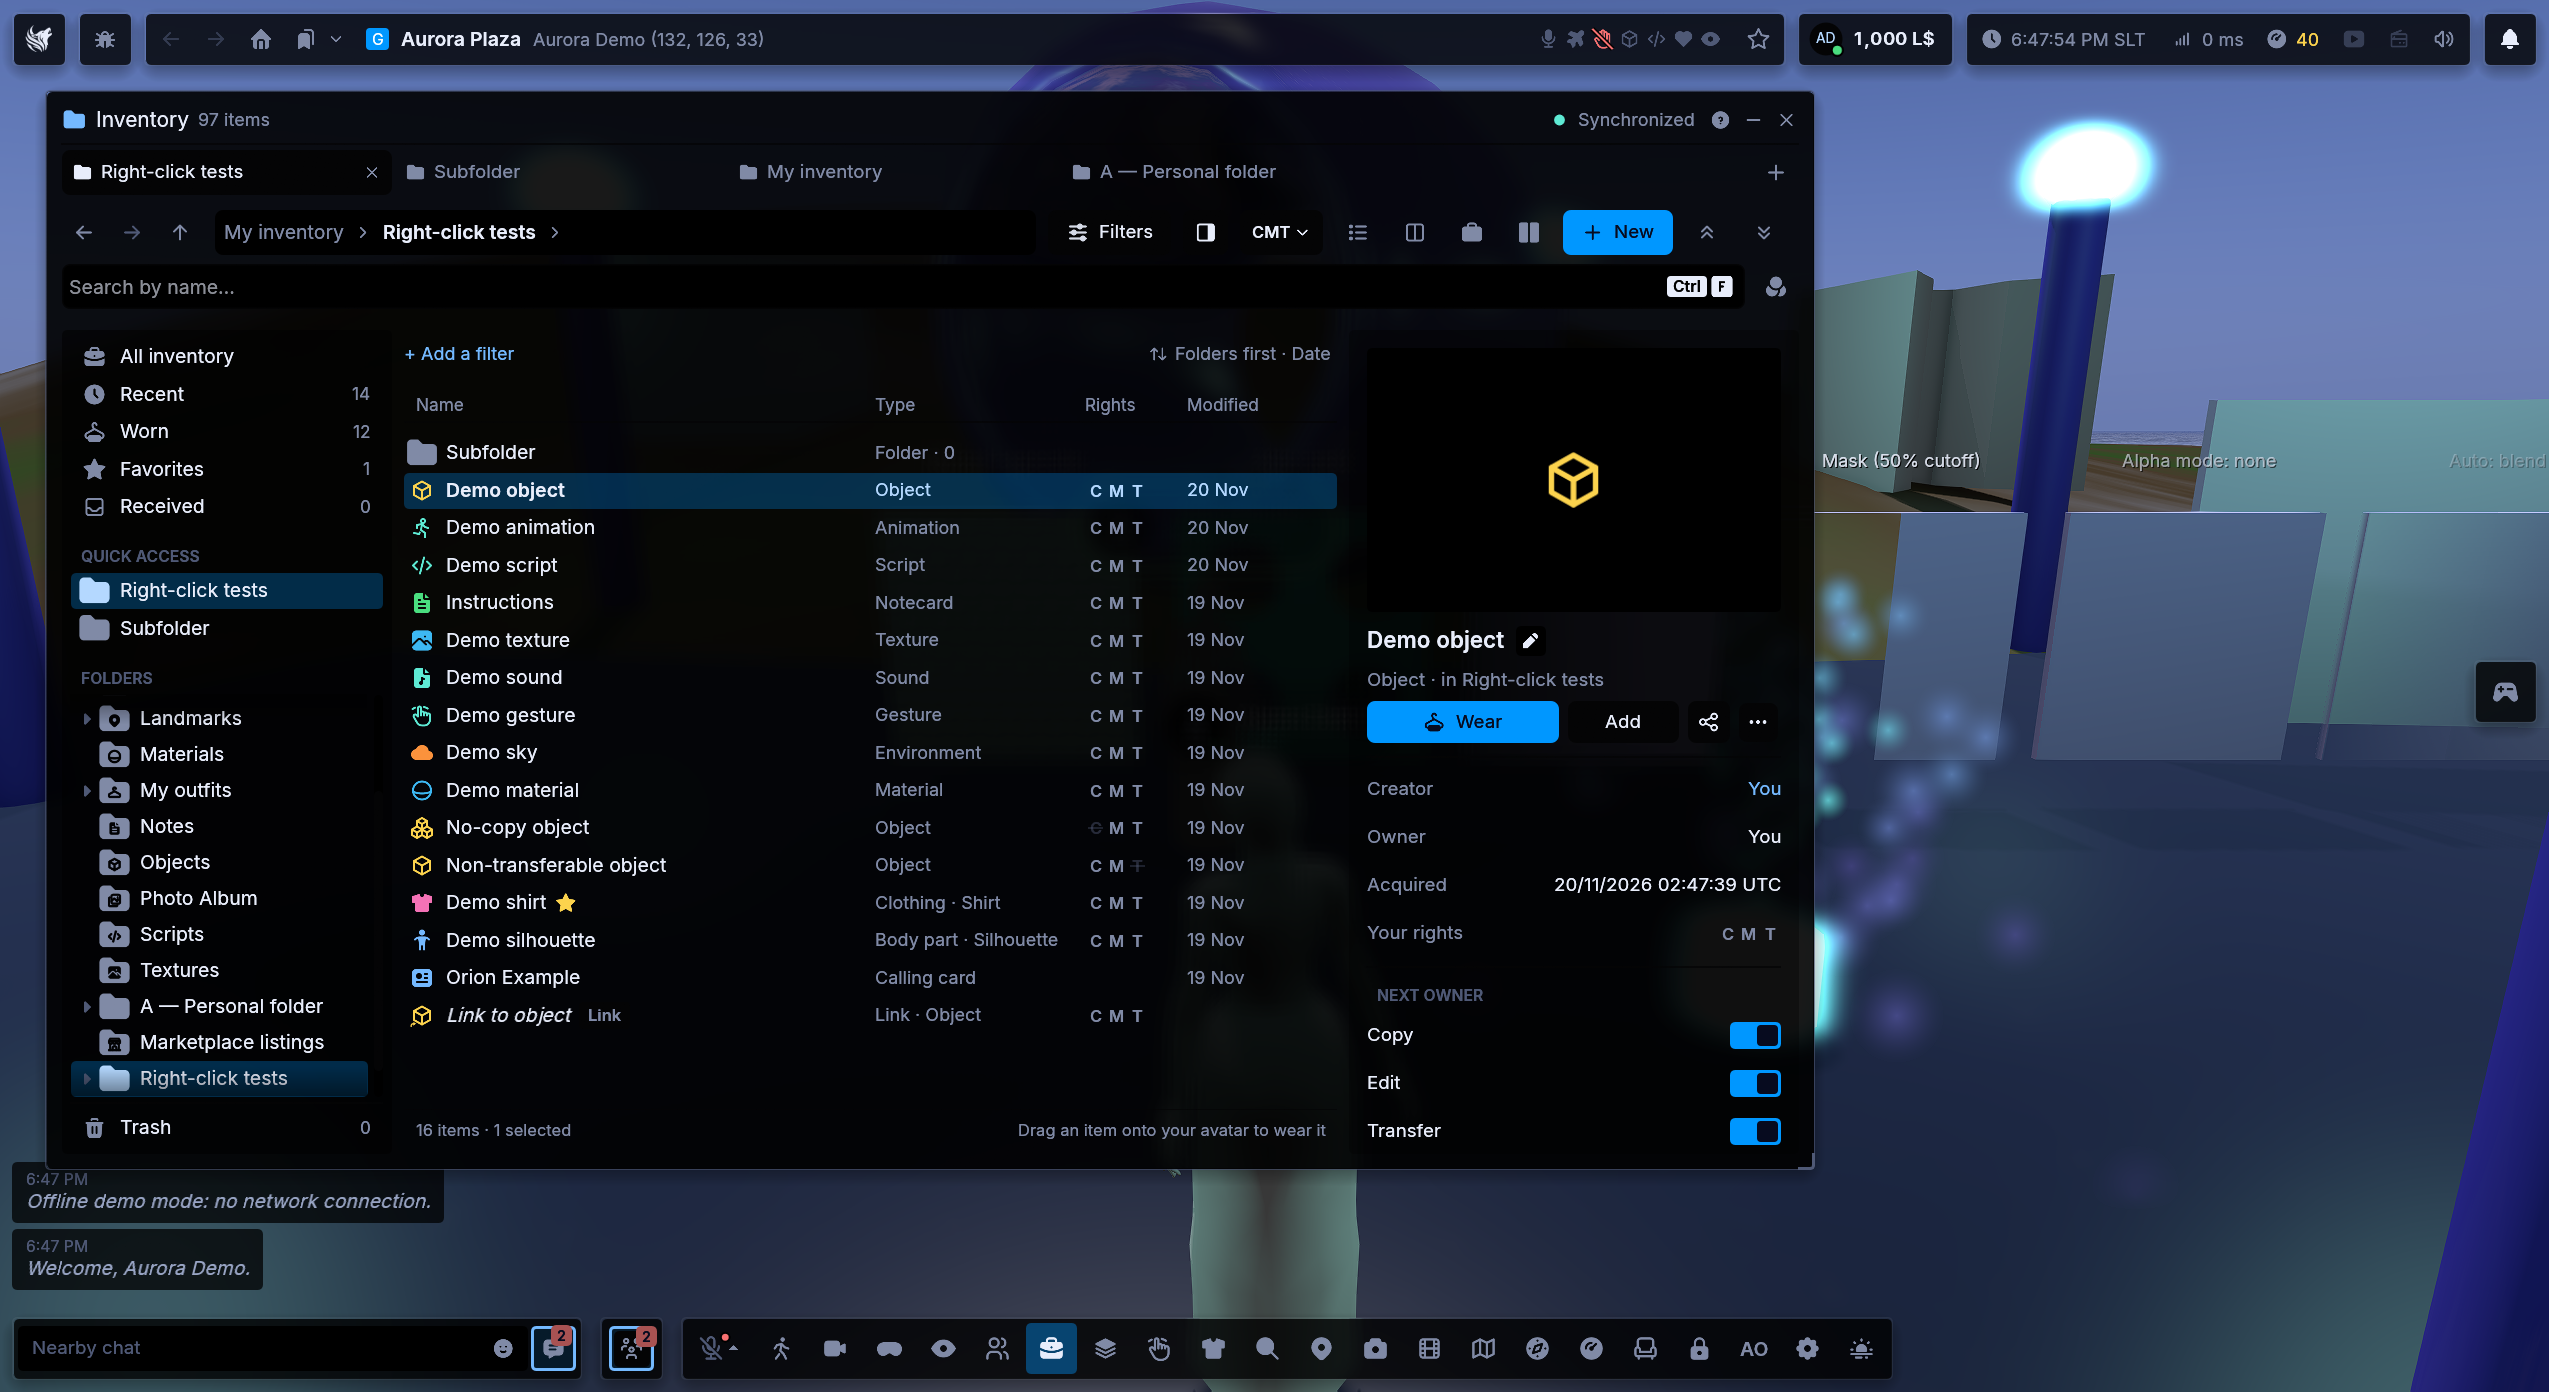 G Aurora Plaza Aurora Demo (132, 126, 33)
AD 1,000 L$
6:47:54 PM SLT 0 ms 40
Inventory 97 items
Synchronized ?
Right-click tests
Subfolder
My inventory
A — Personal folder
My inventory Right-click tests
Filters
CMT
New
Search by name...
Ctrl F
All inventory
Recent 14
Worn 12
Favorites 1
Received 0
QUICK ACCESS
Right-click tests
Subfolder
FOLDERS
Landmarks
Materials
My outfits
Notes
Objects
Photo Album
Scripts
Textures
A — Personal folder
Marketplace listings
Right-click tests
Trash 0
+ Add a filter
Folders first · Date
Name Type Rights Modified
Subfolder Folder · 0
Demo object Object C M T 20 Nov
Demo animation Animation C M T 20 Nov
Demo script Script C M T 20 Nov
Instructions Notecard C M T 19 Nov
Demo texture Texture C M T 19 Nov
Demo sound Sound C M T 19 Nov
Demo gesture Gesture C M T 19 Nov
Demo sky Environment C M T 19 Nov
Demo material Material C M T 19 Nov
No-copy object Object C M T 19 Nov
Non-transferable object Object C M T 19 Nov
Demo shirt Clothing · Shirt C M T 19 Nov
Demo silhouette Body part · Silhouette C M T 19 Nov
Orion Example Calling card 19 Nov
Link to object Link Link · Object C M T
16 items · 1 selected
Drag an item onto your avatar to wear it
Demo object
Object · in Right-click tests
Wear
Add
Creator You
Owner You
Acquired 20/11/2026 02:47:39 UTC
Your rights C M T
NEXT OWNER
Copy
Edit
Transfer
Mask (50% cutoff)
Alpha mode: none
Auto: blend
6:47 PM
Offline demo mode: no network connection.
6:47 PM
Welcome, Aurora Demo.
Nearby chat
2
2
AO